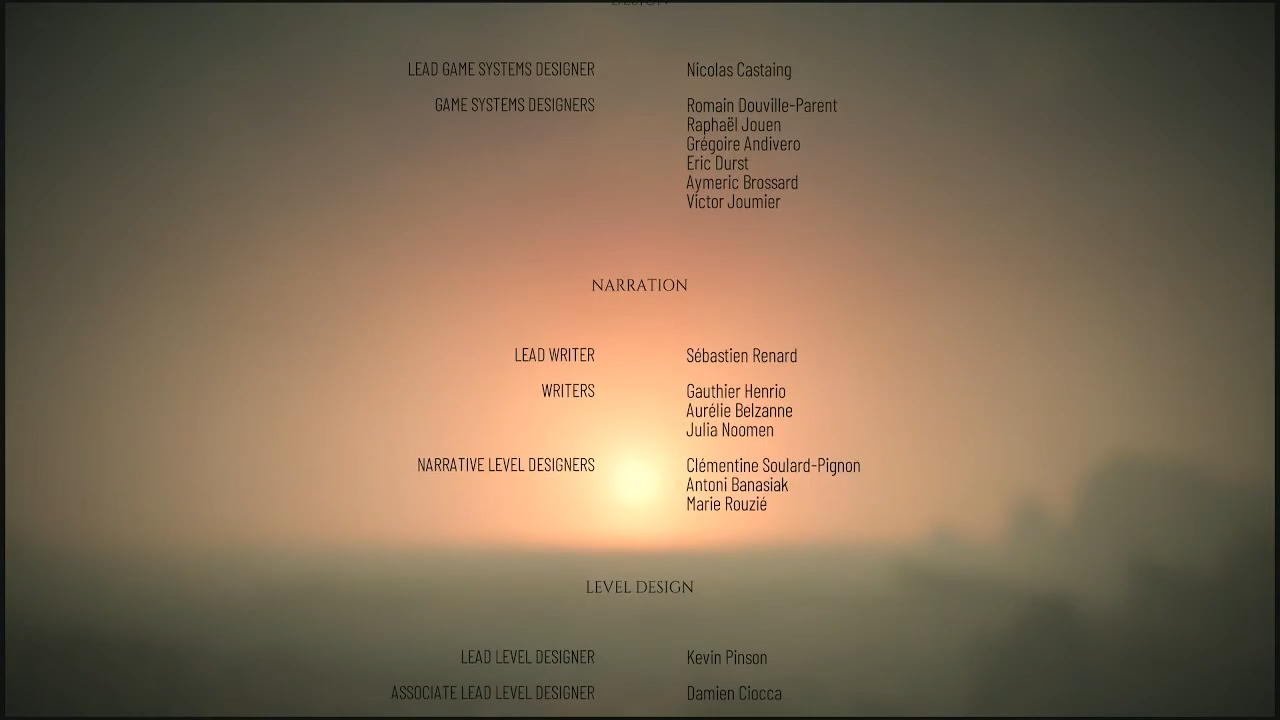 DESIGN
LEAD GAME SYSTEMS DESIGNER Nicolas Castaing
GAME SYSTEMS DESIGNERS Romain Douville-Parent
Raphaël Jouen
Grégoire Andivero
Eric Durst
Aymeric Brossard
Victor Joumier
NARRATION
LEAD WRITER Sébastien Renard
WRITERS Gauthier Henrio
Aurélie Belzanne
Julia Noomen
NARRATIVE LEVEL DESIGNERS Clémentine Soulard-Pignon
Antoni Banasiak
Marie Rouzié
LEVEL DESIGN
LEAD LEVEL DESIGNER Kevin Pinson
ASSOCIATE LEAD LEVEL DESIGNER Damien Ciocca